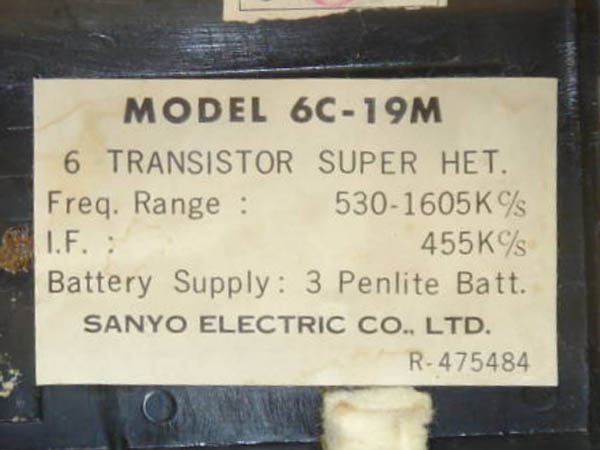 MODEL 6C-19M
6 TRANSISTOR SUPER HET.
Freq. Range : 530-1605K c/s
I.F. : 455K c/s
Battery Supply : 3 Penlite Batt.
SANYO ELECTRIC CO., LTD.
R-475484